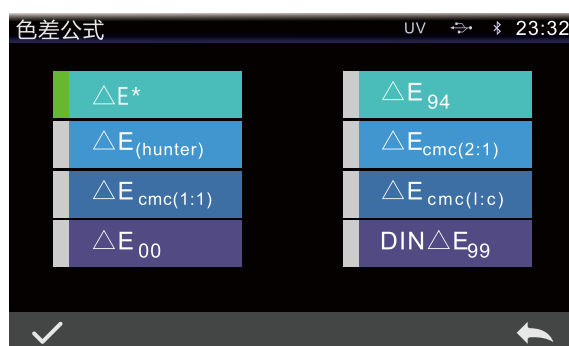 色差公式 UV 23:32
△E* △E94
△E(hunter) △Ecmc(2:1)
△Ecmc(1:1) △Ecmc(l:c)
△E00 DIN△E99